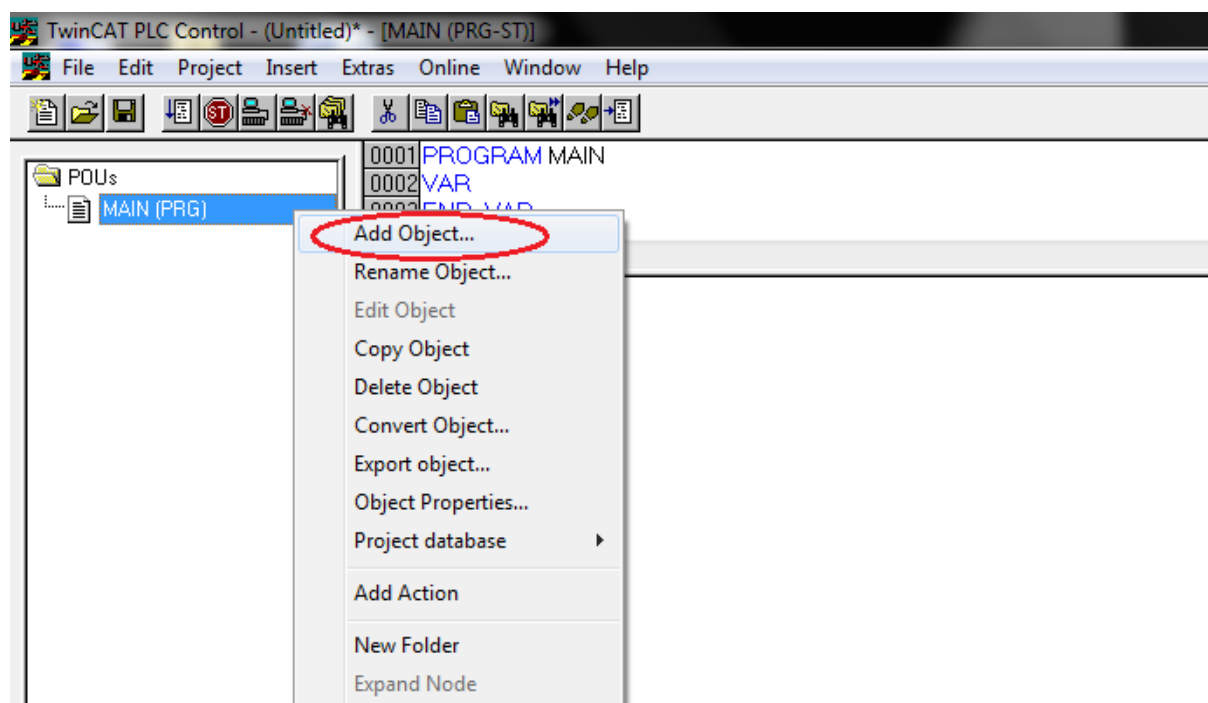 TwinCAT PLC Control - (Untitled)* - [MAIN (PRG-ST)]
File Edit Project Insert Extras Online Window Help
POUs
MAIN (PRG)
0001 PROGRAM MAIN
0002 VAR
0003 END_VAR
Add Object...
Rename Object...
Edit Object
Copy Object
Delete Object
Convert Object...
Export object...
Object Properties...
Project database
Add Action
New Folder
Expand Node